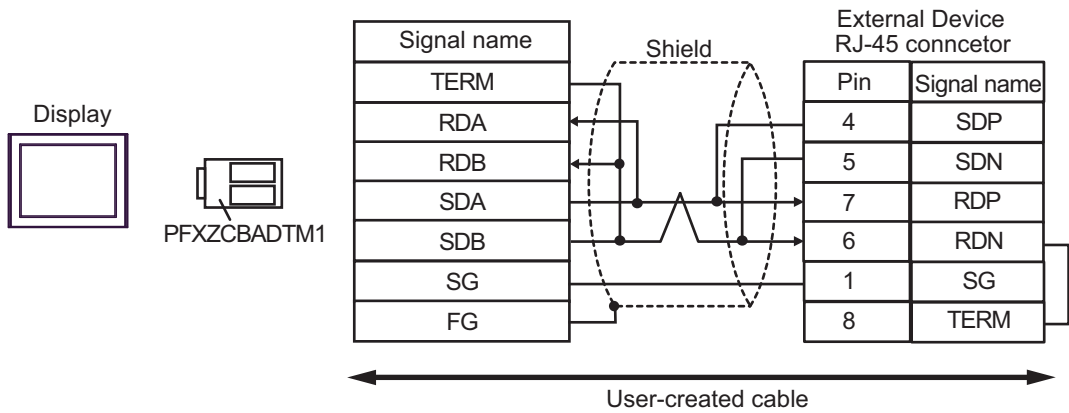 Display
PFXZCBADTM1
Signal name
TERM
RDA
RDB
SDA
SDB
SG
FG
Shield
External Device
RJ-45 conncetor
Pin Signal name
4 SDP
5 SDN
7 RDP
6 RDN
1 SG
8 TERM
User-created cable